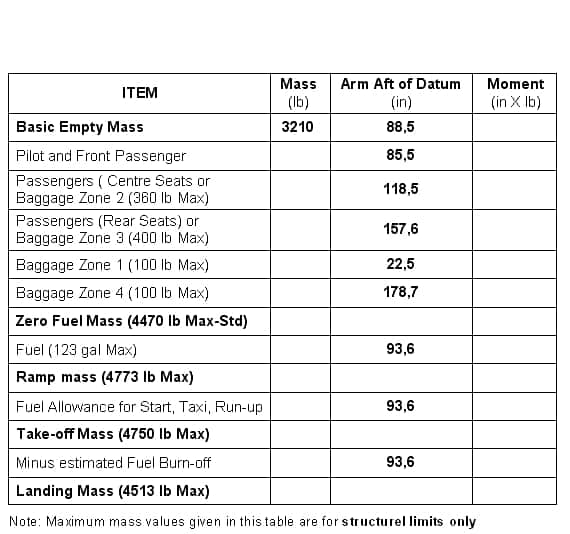 ITEM
Mass
(lb)
Arm Aft of Datum
(in)
Moment
(in X lb)
Basic Empty Mass 3210 88,5
Pilot and Front Passenger 85,5
Passengers ( Centre Seats or
Baggage Zone 2 (360 lb Max) 118,5
Passengers (Rear Seats) or
Baggage Zone 3 (400 lb Max) 157,6
Baggage Zone 1 (100 lb Max) 22,5
Baggage Zone 4 (100 lb Max) 178,7
Zero Fuel Mass (4470 lb Max-Std)
Fuel (123 gal Max) 93,6
Ramp mass (4773 lb Max)
Fuel Allowance for Start, Taxi, Run-up 93,6
Take-off Mass (4750 lb Max)
Minus estimated Fuel Burn-off 93,6
Landing Mass (4513 lb Max)
Note: Maximum mass values given in this table are for structurel limits only